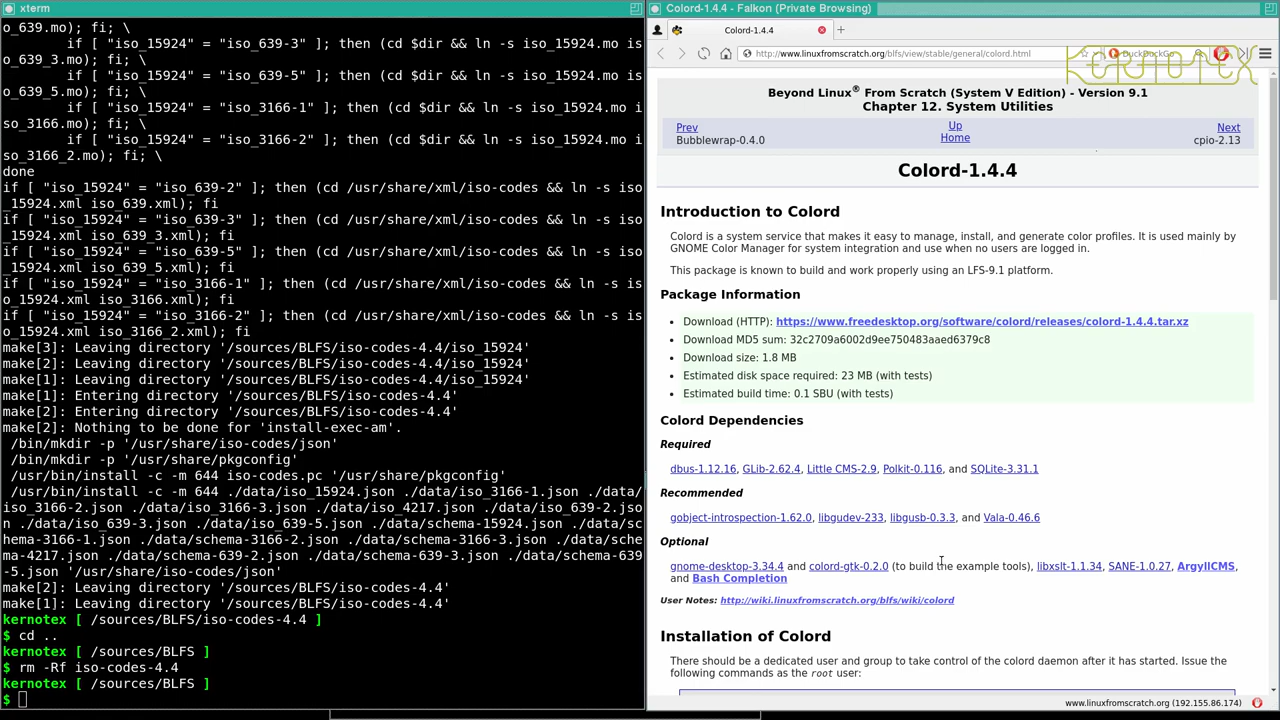 xterm
o_639.mo); fi; \
if [ "iso_15924" = "iso_639-3" ]; then (cd $dir && ln -s iso_15924.mo is
o_639_3.mo); fi; \
if [ "iso_15924" = "iso_639-5" ]; then (cd $dir && ln -s iso_15924.mo is
o_639_5.mo); fi; \
if [ "iso_15924" = "iso_3166-1" ]; then (cd $dir && ln -s iso_15924.mo i
so_3166.mo); fi; \
if [ "iso_15924" = "iso_3166-2" ]; then (cd $dir && ln -s iso_15924.mo i
so_3166_2.mo); fi; \
done
if [ "iso_15924" = "iso_639-2" ]; then (cd /usr/share/xml/iso-codes && ln -s iso
_15924.xml iso_639.xml); fi
if [ "iso_15924" = "iso_639-3" ]; then (cd /usr/share/xml/iso-codes && ln -s iso
_15924.xml iso_639_3.xml); fi
if [ "iso_15924" = "iso_639-5" ]; then (cd /usr/share/xml/iso-codes && ln -s iso
_15924.xml iso_639_5.xml); fi
if [ "iso_15924" = "iso_3166-1" ]; then (cd /usr/share/xml/iso-codes && ln -s is
o_15924.xml iso_3166.xml); fi
if [ "iso_15924" = "iso_3166-2" ]; then (cd /usr/share/xml/iso-codes && ln -s is
o_15924.xml iso_3166_2.xml); fi
make[3]: Leaving directory '/sources/BLFS/iso-codes-4.4/iso_15924'
make[2]: Leaving directory '/sources/BLFS/iso-codes-4.4/iso_15924'
make[1]: Leaving directory '/sources/BLFS/iso-codes-4.4/iso_15924'
make[1]: Entering directory '/sources/BLFS/iso-codes-4.4'
make[2]: Entering directory '/sources/BLFS/iso-codes-4.4'
make[2]: Nothing to be done for 'install-exec-am'.
/bin/mkdir -p '/usr/share/iso-codes/json'
/bin/mkdir -p '/usr/share/pkgconfig'
/usr/bin/install -c -m 644 iso-codes.pc '/usr/share/pkgconfig'
/usr/bin/install -c -m 644 ./data/iso_15924.json ./data/iso_3166-1.json ./data/
iso_3166-2.json ./data/iso_3166-3.json ./data/iso_4217.json ./data/iso_639-2.jso
n ./data/iso_639-3.json ./data/iso_639-5.json ./data/schema-15924.json ./data/sc
hema-3166-1.json ./data/schema-3166-2.json ./data/schema-3166-3.json ./data/sche
ma-4217.json ./data/schema-639-2.json ./data/schema-639-3.json ./data/schema-639
-5.json '/usr/share/iso-codes/json'
make[2]: Leaving directory '/sources/BLFS/iso-codes-4.4'
make[1]: Leaving directory '/sources/BLFS/iso-codes-4.4'
kernotex [ /sources/BLFS/iso-codes-4.4 ]
$ cd ..
kernotex [ /sources/BLFS ]
$ rm -Rf iso-codes-4.4
kernotex [ /sources/BLFS ]
$
Colord-1.4.4 - Falkon (Private Browsing)
Colord-1.4.4
http://www.linuxfromscratch.org/blfs/view/stable/general/colord.html
DuckDuckGo
KERNOTEX
Beyond Linux® From Scratch (System V Edition) - Version 9.1
Chapter 12. System Utilities
Prev Up Next
Bubblewrap-0.4.0 Home cpio-2.13
Colord-1.4.4
Introduction to Colord
Colord is a system service that makes it easy to manage, install, and generate color profiles. It is used mainly by
GNOME Color Manager for system integration and use when no users are logged in.
This package is known to build and work properly using an LFS-9.1 platform.
Package Information
• Download (HTTP): https://www.freedesktop.org/software/colord/releases/colord-1.4.4.tar.xz
• Download MD5 sum: 32c2709a6002d9ee750483aaed6379c8
• Download size: 1.8 MB
• Estimated disk space required: 23 MB (with tests)
• Estimated build time: 0.1 SBU (with tests)
Colord Dependencies
Required
dbus-1.12.16, GLib-2.62.4, Little CMS-2.9, Polkit-0.116, and SQLite-3.31.1
Recommended
gobject-introspection-1.62.0, libgudev-233, libgusb-0.3.3, and Vala-0.46.6
Optional
gnome-desktop-3.34.4 and colord-gtk-0.2.0 (to build the example tools), libxslt-1.1.34, SANE-1.0.27, ArgyllCMS,
and Bash Completion
User Notes: http://wiki.linuxfromscratch.org/blfs/wiki/colord
Installation of Colord
There should be a dedicated user and group to take control of the colord daemon after it has started. Issue the
following commands as the root user:
www.linuxfromscratch.org (192.155.86.174)